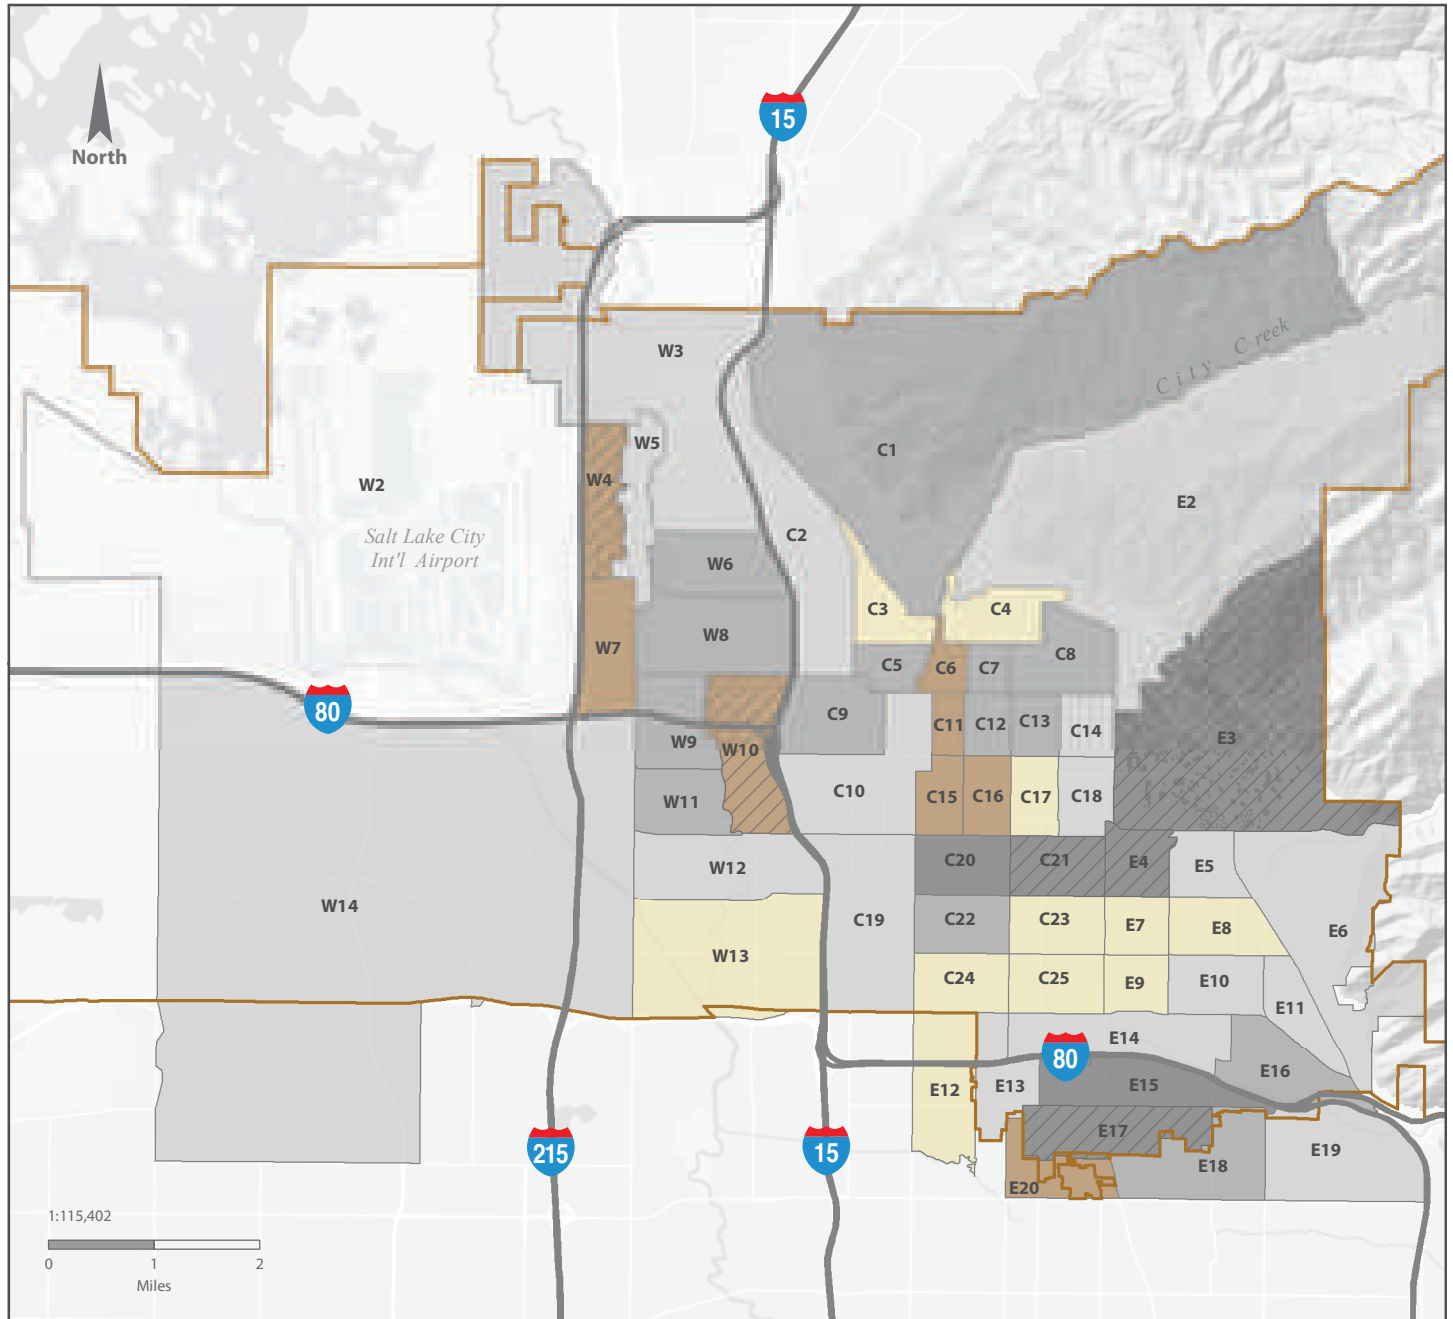 15
North
City Creek
W3
W5
C1
W4
W2
E2
Salt Lake City
Int'l Airport
C2
W6
C3
C4
W8
W7
C5
C6
C7
C8
80
C9
C11
C12
C13
C14
W9
W10
E3
W11
C10
C15
C16
C17
C18
W12
C20
C21
E4
E5
W14
C19
C22
C23
E7
E8
E6
W13
C24
C25
E9
E10
E11
E14
80
E12
E13
E15
E16
215
15
E17
E19
E18
E20
1:115,402
0 1 2
Miles